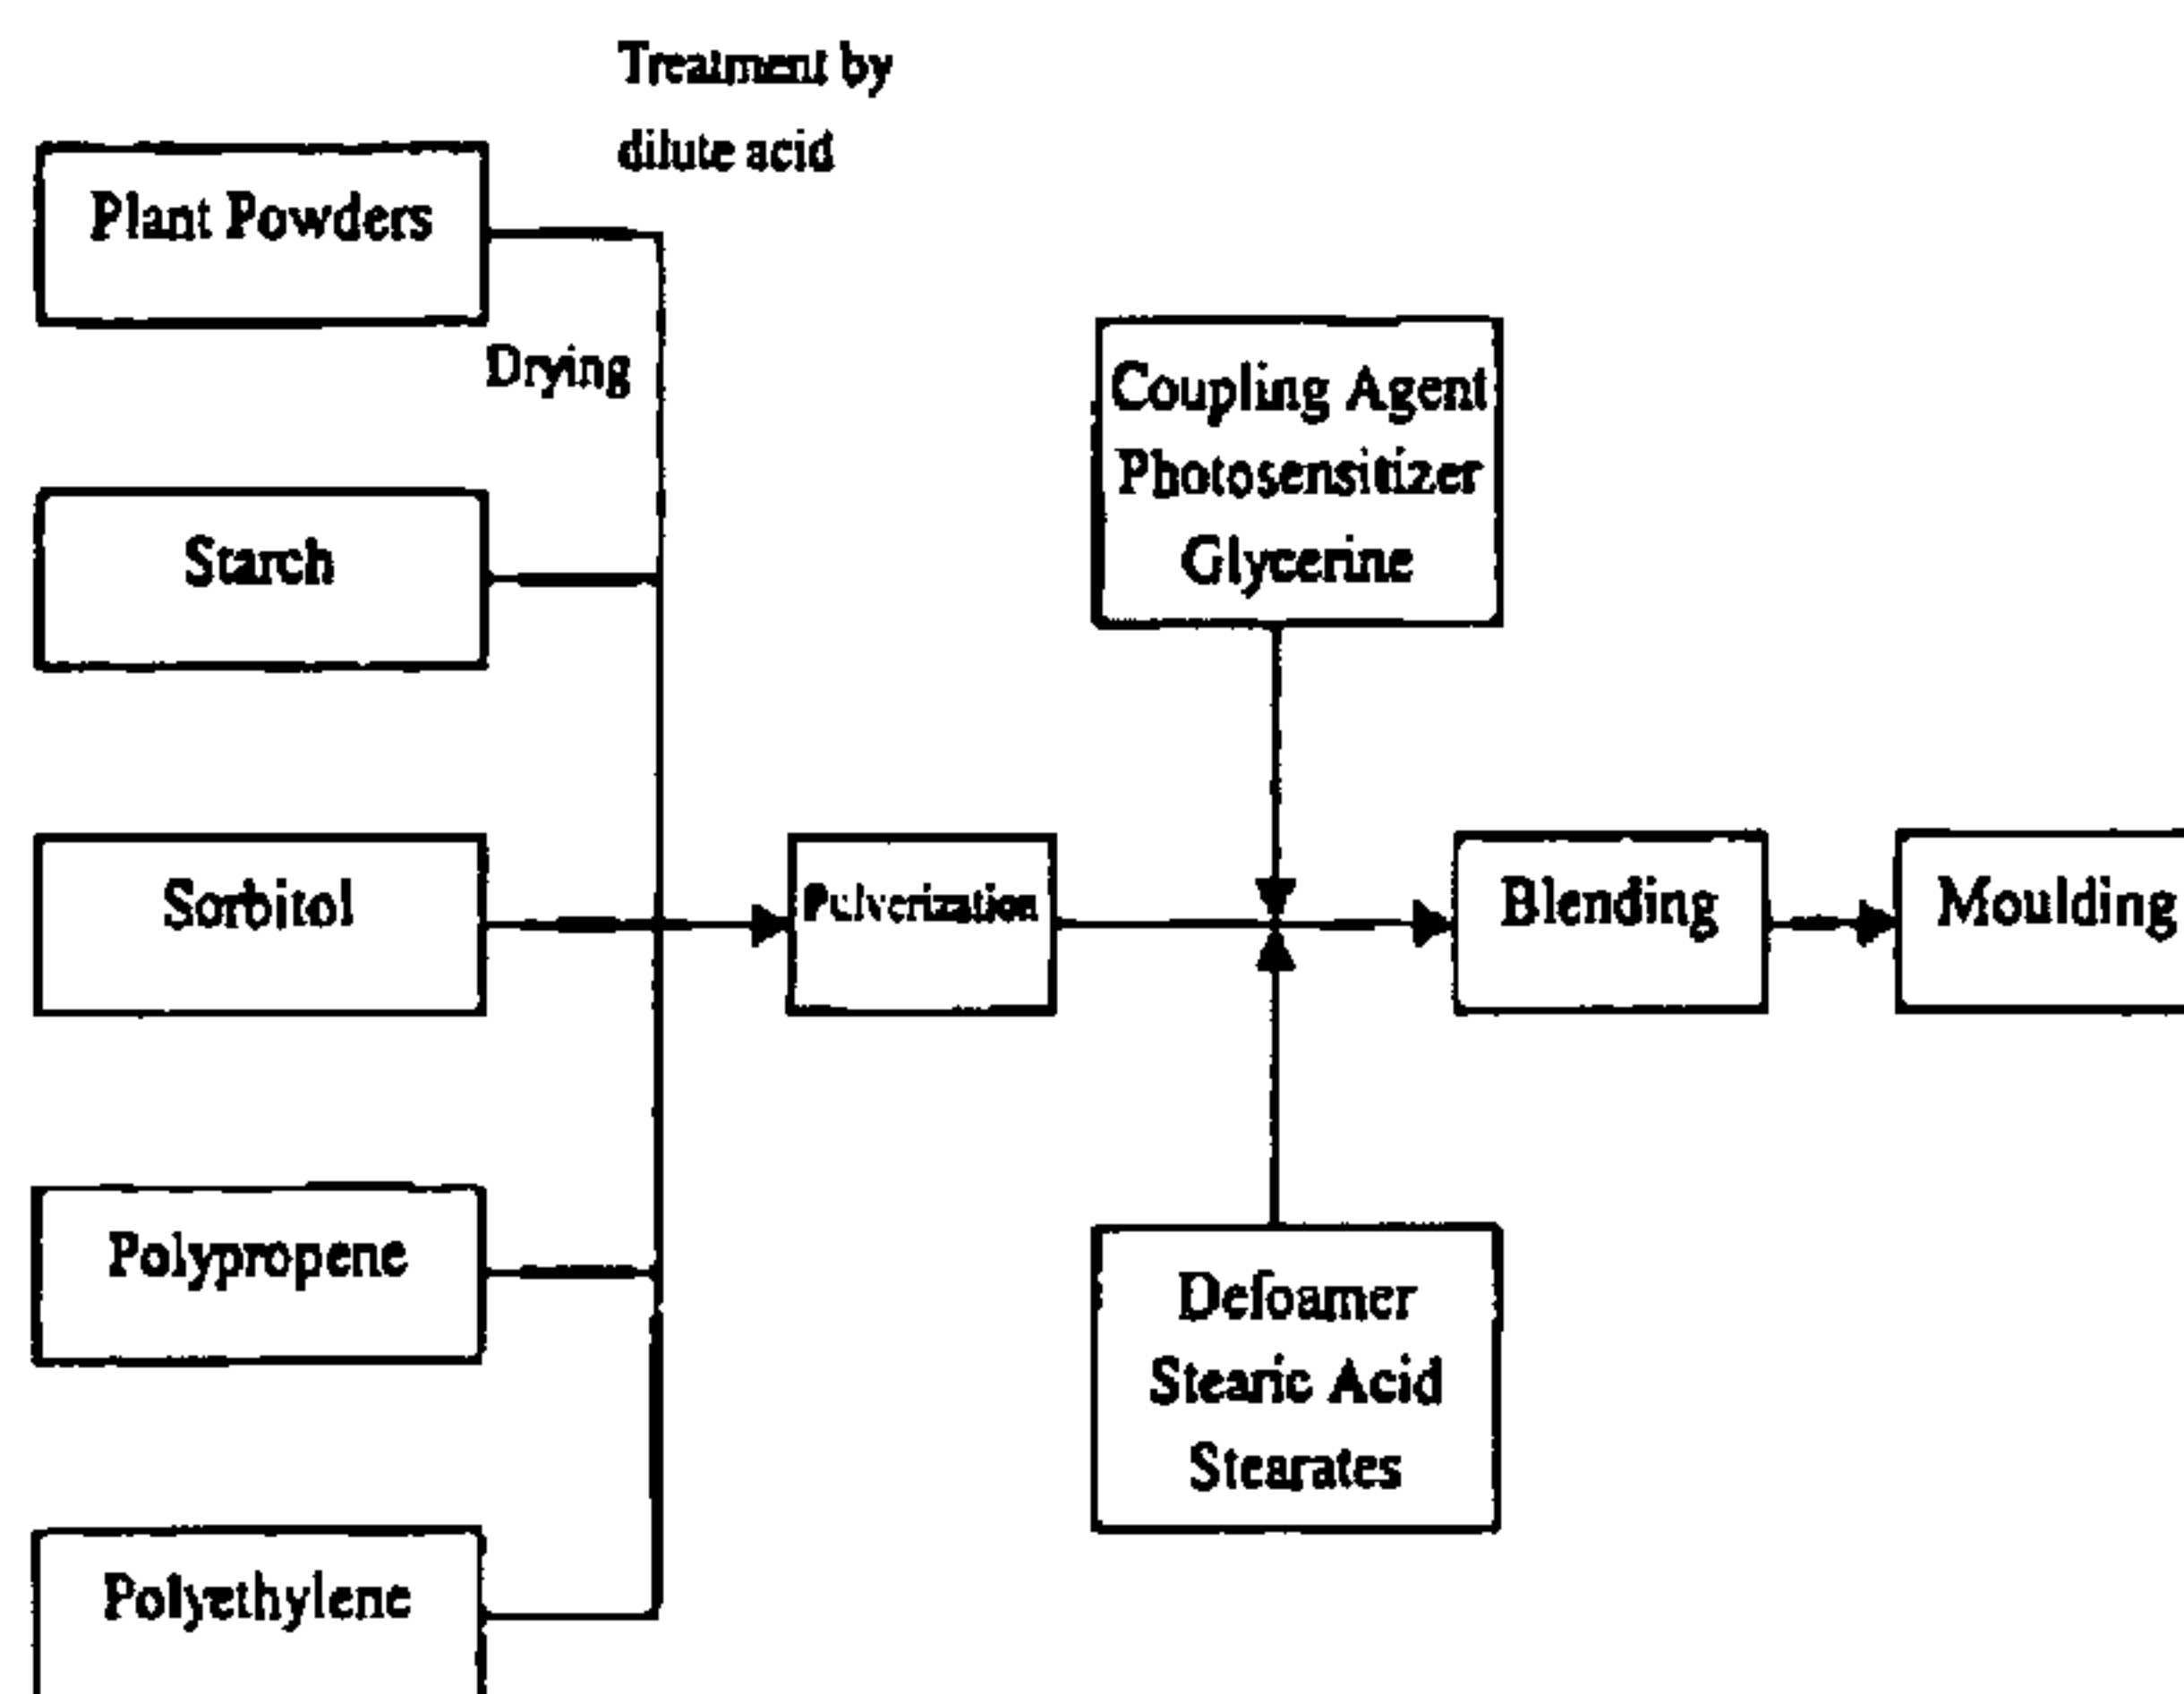 Treatment by
dilute acid
Plant Powders
Drying
Starch
Sorbitol
Polypropene
Polyethylene
Pulverization
Coupling Agent
Photosensitizer
Glycerine
Defoamer
Stearic Acid
Stearates
Blending
Moulding